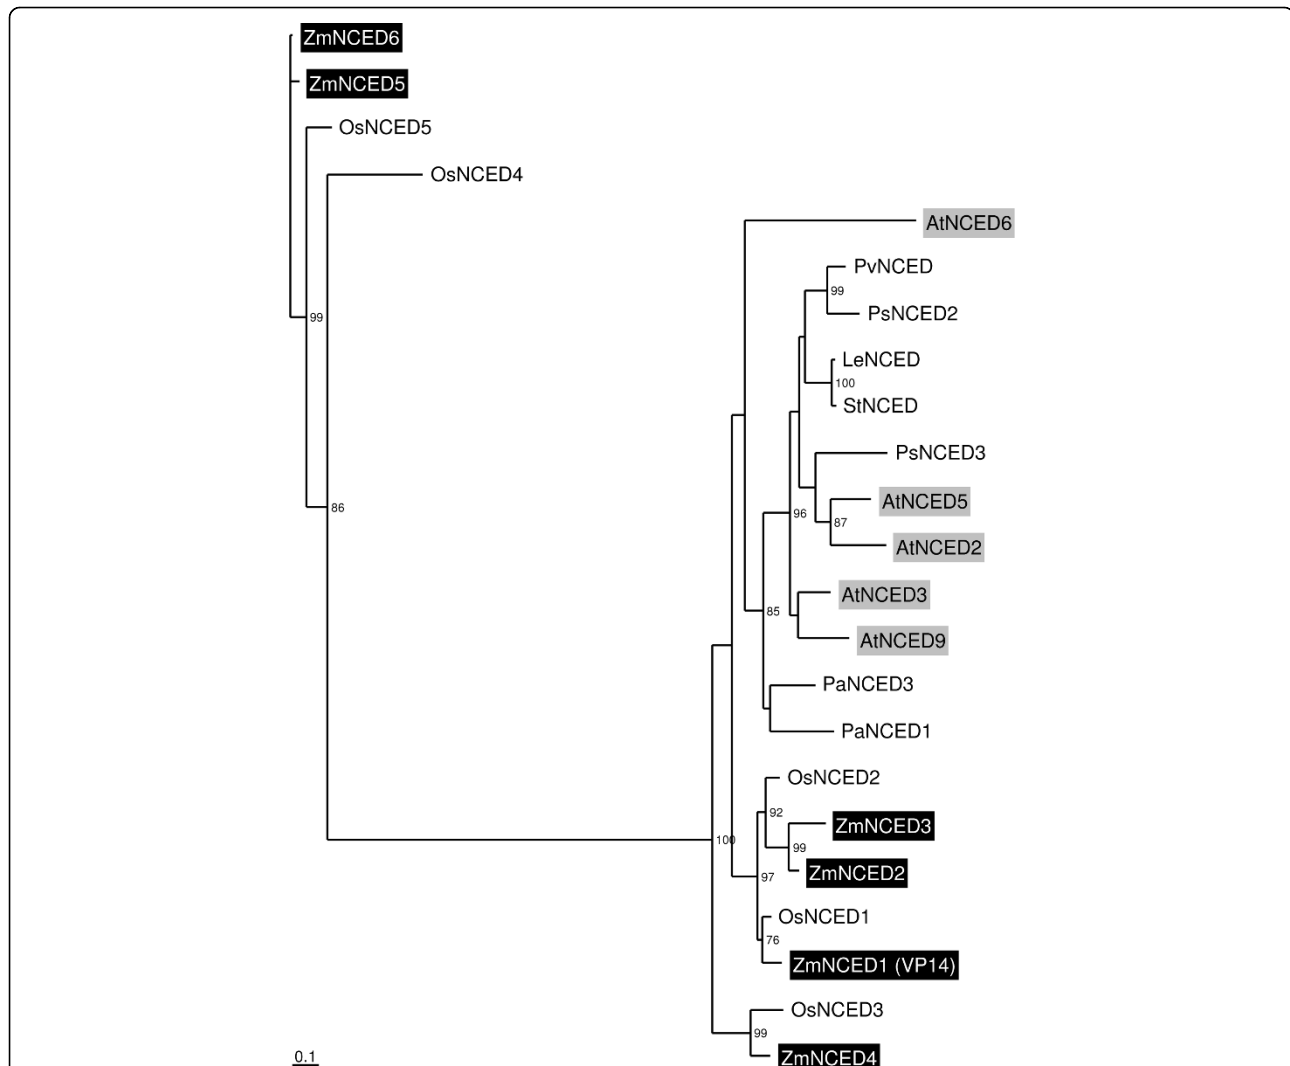 ZmNCED6
ZmNCED5
OsNCED5
OsNCED4
AtNCED6
PvNCED
99
PsNCED2
99
LeNCED
100
StNCED
PsNCED3
AtNCED5
86
96
87
AtNCED2
AtNCED3
85
AtNCED9
PaNCED3
PaNCED1
OsNCED2
92
ZmNCED3
100
99
ZmNCED2
97
OsNCED1
76
ZmNCED1 (VP14)
OsNCED3
99
0.1
ZmNCED4